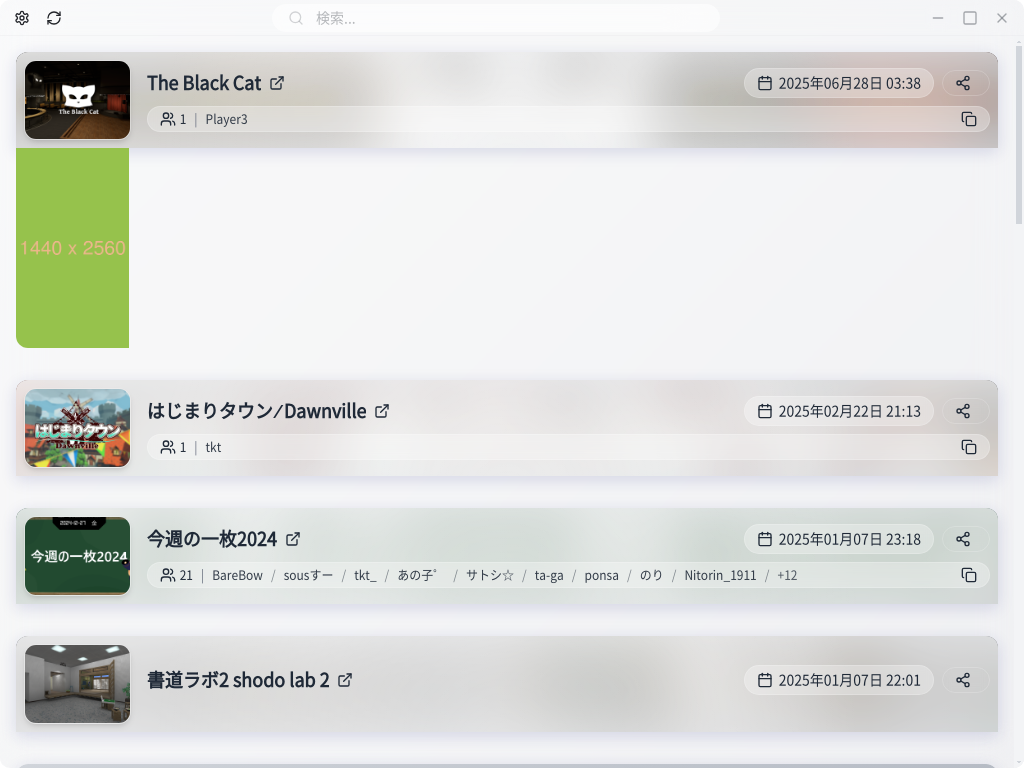 検索...
The Black Cat
2025年06月28日 03:38
The Black Cat
1 | Player3
1440 x 2560
はじまりタウン/Dawnville
2025年02月22日 21:13
はじまりタウン
Dawnville
1 | tkt
今週の一枚2024
2025年01月07日 23:18
今週の一枚2024
21 | BareBow / sousすー / tkt_ / あの子゜ / サトシ☆ / ta-ga / ponsa / のり / Nitorin_1911 / +12
書道ラボ2 shodo lab 2
2025年01月07日 22:01